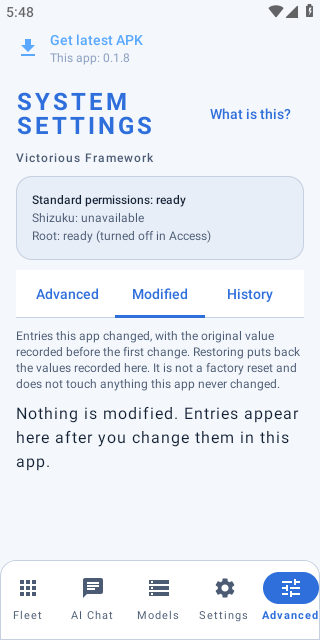 5:48
Get latest APK
This app: 0.1.8
SYSTEM
SETTINGS
What is this?
Victorious Framework
Standard permissions: ready
Shizuku: unavailable
Root: ready (turned off in Access)
Advanced
Modified
History
Entries this app changed, with the original value
recorded before the first change. Restoring puts back
the values recorded here. It is not a factory reset and
does not touch anything this app never changed.
Nothing is modified. Entries appear
here after you change them in this
app.
Fleet
AI Chat
Models
Settings
Advanced